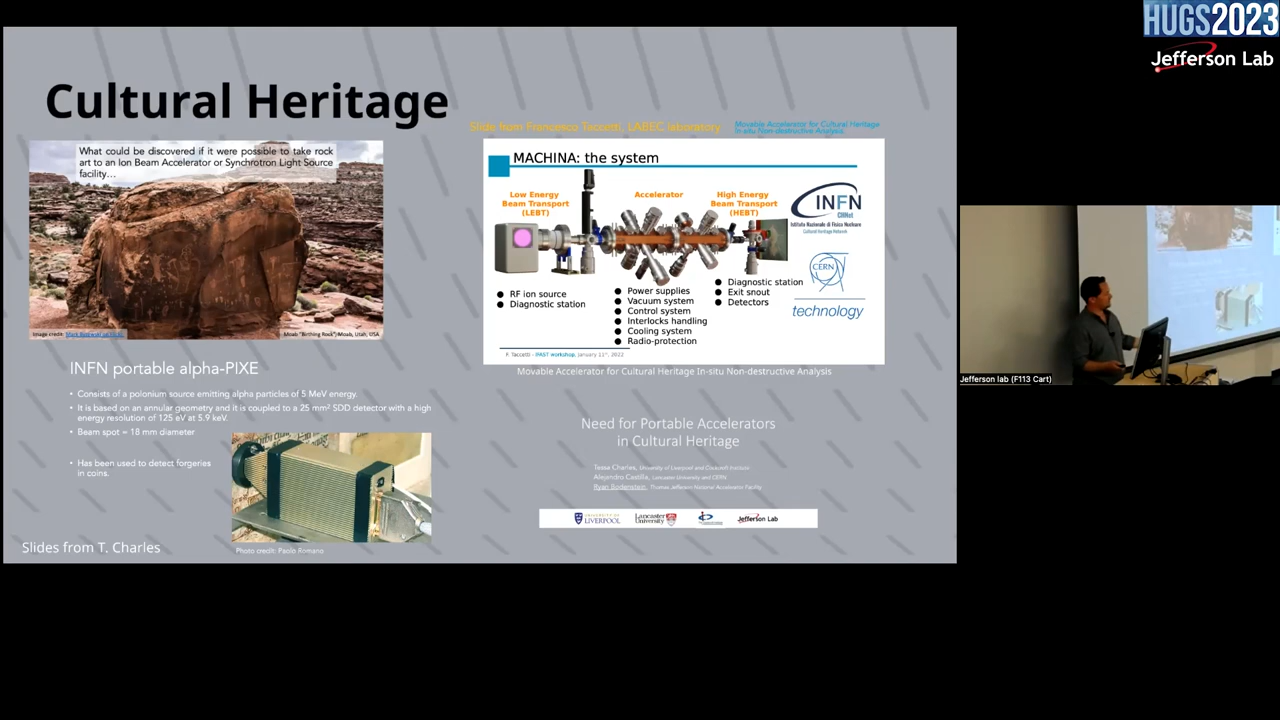 HUGS2023
Jefferson Lab
Cultural Heritage
Slide from Francesco Taccetti, LABEC laboratory
Movable Accelerator for Cultural Heritage
In-situ Non-destructive Analysis
What could be discovered if it were possible to take rock
art to an Ion Beam Accelerator or Synchrotron Light Source
facility…
Image credit:
Moab "Birthing Rock", Moab, Utah, USA
MACHINA: the system
Low Energy
Beam Transport
(LEBT)
Accelerator
High Energy
Beam Transport
(HEBT)
INFN
CHNet
Istituto Nazionale di Fisica Nucleare
Cultural Heritage Network
CERN
technology
● RF ion source
● Diagnostic station
● Power supplies
● Vacuum system
● Control system
● Interlocks handling
● Cooling system
● Radio-protection
● Diagnostic station
● Exit snout
● Detectors
F. Taccetti - IFAST workshop, January 11st, 2022
Movable Accelerator for Cultural Heritage In-situ Non-destructive Analysis
INFN portable alpha-PIXE
• Consists of a polonium source emitting alpha particles of 5 MeV energy.
• It is based on an annular geometry and it is coupled to a 25 mm² SDD detector with a high
energy resolution of 125 eV at 5.9 keV.
• Beam spot = 18 mm diameter
• Has been used to detect forgeries
in coins.
Photo credit: Paolo Romano
Slides from T. Charles
Need for Portable Accelerators
in Cultural Heritage
Tessa Charles, University of Liverpool and Cockcroft Institute
Alejandro Castilla, Lancaster University and CERN
Ryan Bodenstein, Thomas Jefferson National Accelerator Facility
UNIVERSITY OF
LIVERPOOL
Lancaster
University
Jefferson Lab
Jefferson lab (F113 Cart)